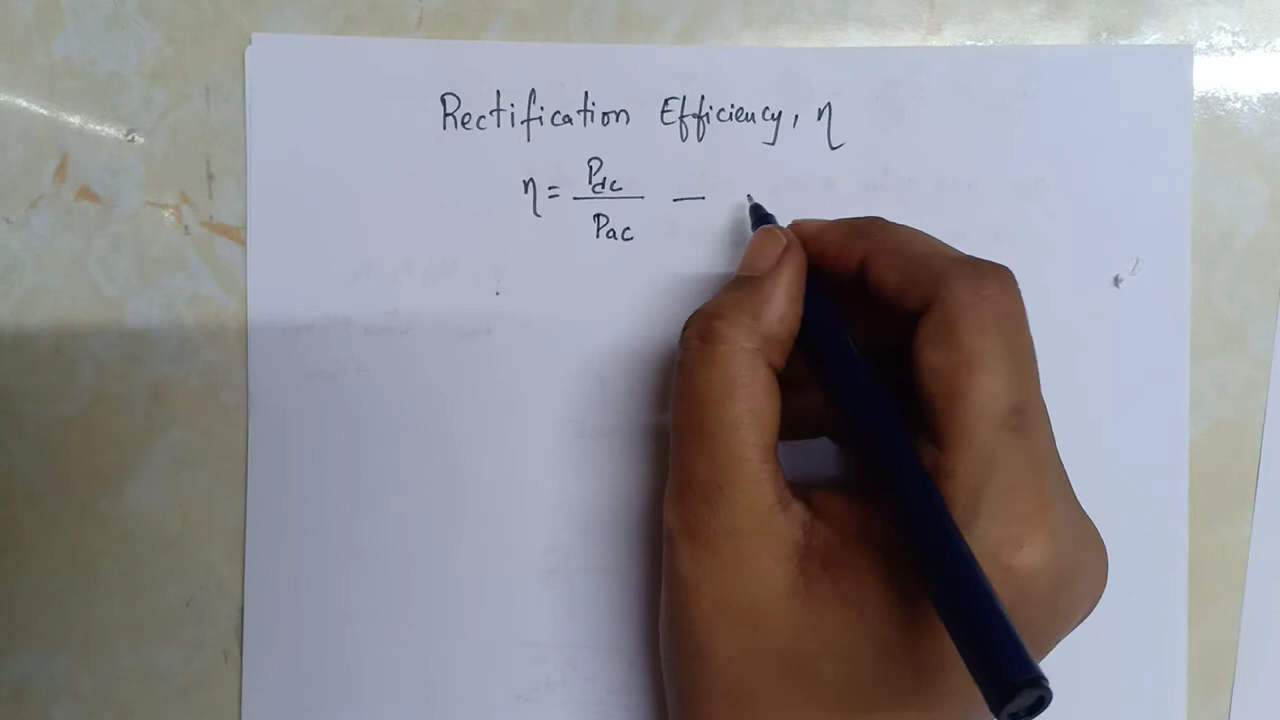 Rectification Efficiency, η
η = Pdc / Pac —